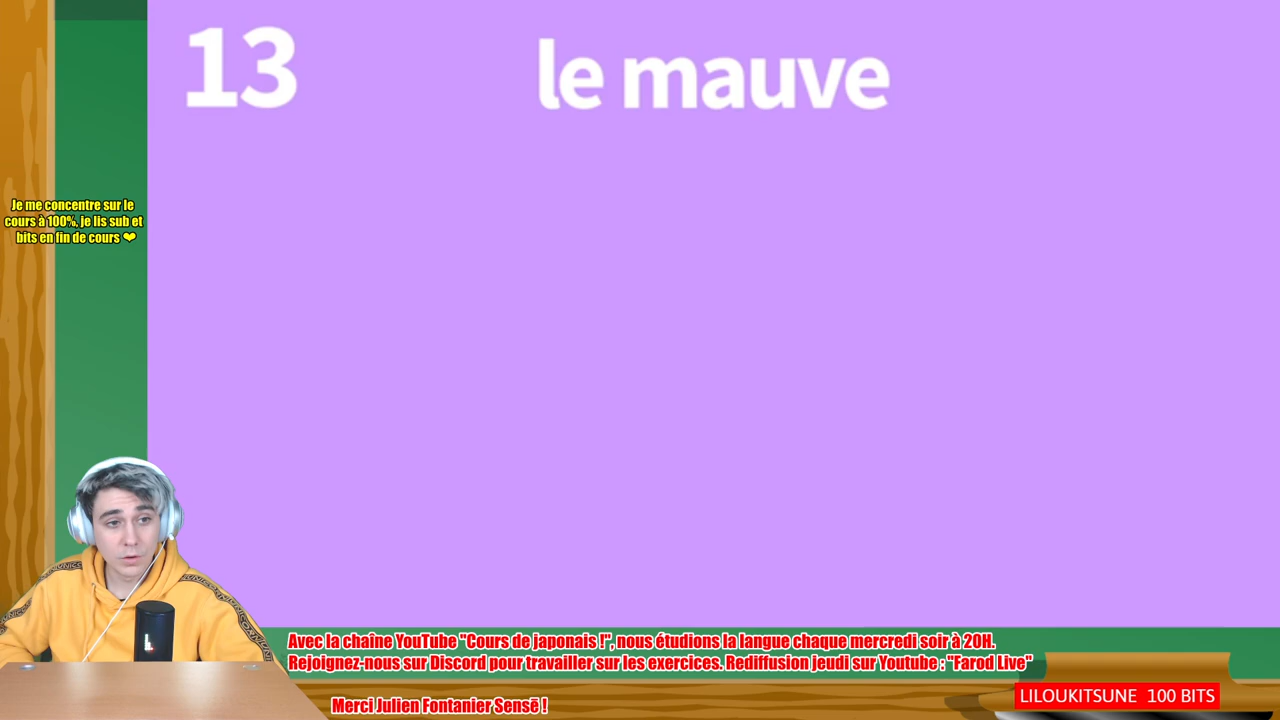 13 le mauve
Je me concentre sur le
cours à 100%, je lis sub et
bits en fin de cours ❤
Avec la chaîne YouTube "Cours de japonais !", nous étudions la langue chaque mercredi soir à 20H.
Rejoignez-nous sur Discord pour travailler sur les exercices. Rediffusion jeudi sur Youtube : "Farod Live"
Merci Julien Fontanier Sensē !
LILOUKITSUNE 100 BITS